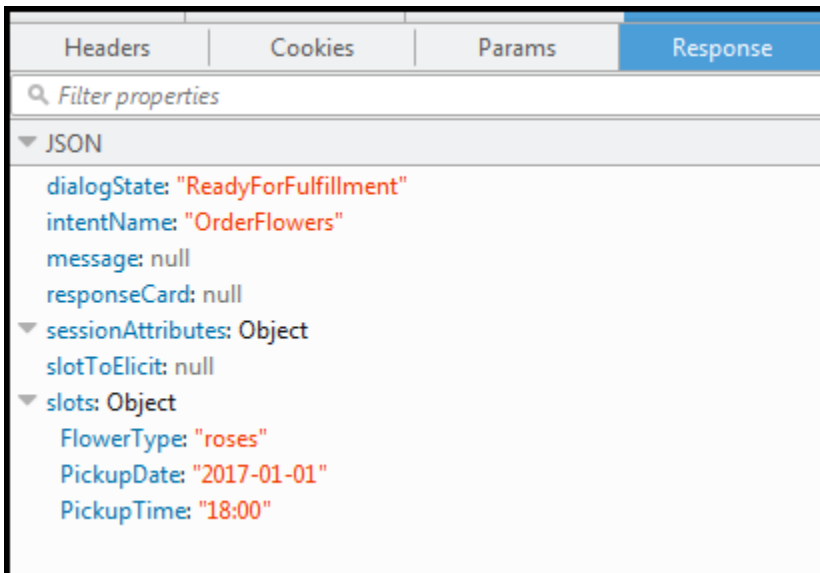 Headers Cookies Params Response
Filter properties
JSON
dialogState: "ReadyForFulfillment"
intentName: "OrderFlowers"
message: null
responseCard: null
sessionAttributes: Object
slotToElicit: null
slots: Object
FlowerType: "roses"
PickupDate: "2017-01-01"
PickupTime: "18:00"